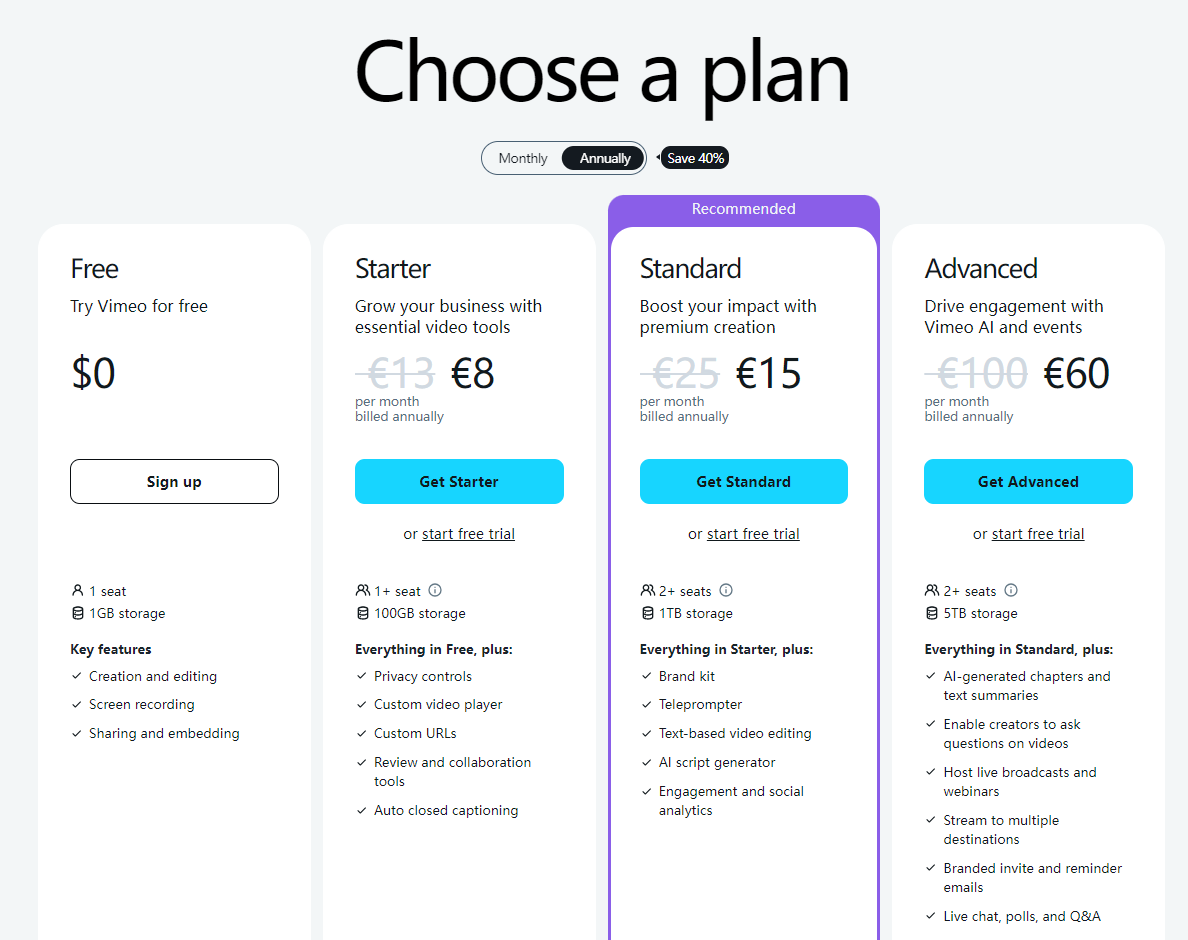 Choose a plan
Monthly
Annually
Save 40%
Free
Try Vimeo for free
$0
Sign up
1 seat
1GB storage
Key features
Creation and editing
Screen recording
Sharing and embedding
Starter
Grow your business with
essential video tools
€13 €8
per month
billed annually
Get Starter
or start free trial
1+ seat
100GB storage
Everything in Free, plus:
Privacy controls
Custom video player
Custom URLs
Review and collaboration
tools
Auto closed captioning
Recommended
Standard
Boost your impact with
premium creation
€25 €15
per month
billed annually
Get Standard
or start free trial
2+ seats
1TB storage
Everything in Starter, plus:
Brand kit
Teleprompter
Text-based video editing
AI script generator
Engagement and social
analytics
Advanced
Drive engagement with
Vimeo AI and events
€100 €60
per month
billed annually
Get Advanced
or start free trial
2+ seats
5TB storage
Everything in Standard, plus:
AI-generated chapters and
text summaries
Enable creators to ask
questions on videos
Host live broadcasts and
webinars
Stream to multiple
destinations
Branded invite and reminder
emails
Live chat, polls, and Q&A